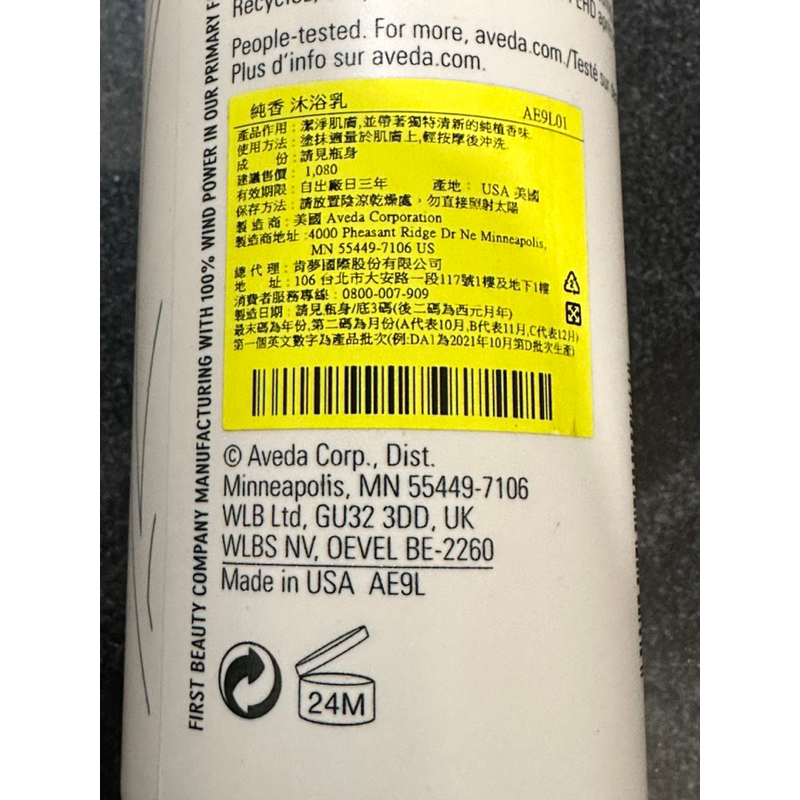 Recycled,
People-tested. For more, aveda.com./Testé
Plus d'info sur aveda.com.
純香 沐浴乳 AE9L01
產品作用：潔淨肌膚,並帶著獨特清新的純植香味.
使用方法：塗抹適量於肌膚上,輕按摩後沖洗.
成 份：請見瓶身
建議售價： 1,080
有效期限：自出廠日三年 產地： USA 美國
保存方法：請放置陰涼乾燥處，勿直接照射太陽
製 造 商：美國 Aveda Corporation
製造商地址 :4000 Pheasant Ridge Dr Ne Minneapolis,
MN 55449-7106 US
總 代 理：肯夢國際股份有限公司
地 址：106 台北市大安路一段117號1樓及地下1樓
消費者服務專線：0800-007-909
製造日期：請見瓶身/底3碼(後二碼為西元月年)
最末碼為年份,第二碼為月份(A代表10月,B代表11月,C代表12月)
第一個英文數字為產品批次(例:DA1為2021年10月第D批次生產)
© Aveda Corp., Dist.
Minneapolis, MN 55449-7106
WLB Ltd, GU32 3DD, UK
WLBS NV, OEVEL BE-2260
Made in USA AE9L
24M
FIRST BEAUTY COMPANY MANUFACTURING WITH 100% WIND POWER IN OUR PRIMARY